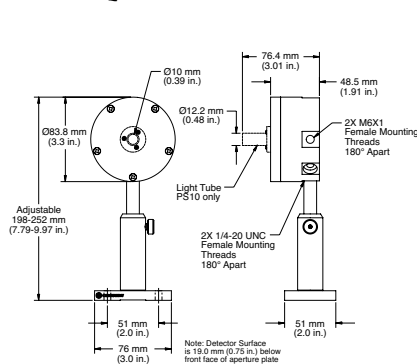 76.4 mm
(3.01 in.)
Ø10 mm
(0.39 in.)
48.5 mm
(1.91 in.)
Ø12.2 mm
(0.48 in.)
2X M6X1
Female Mounting
Threads
180° Apart
Ø83.8 mm
(3.3 in.)
Light Tube
PS10 only
Adjustable
198-252 mm
(7.79-9.97 in.)
2X 1/4-20 UNC
Female Mounting
Threads
180° Apart
51 mm
(2.0 in.)
76 mm
(3.0 in.)
51 mm
(2.0 in.)
Note: Detector Surface
is 19.0 mm (0.75 in.) below
front face of aperture plate